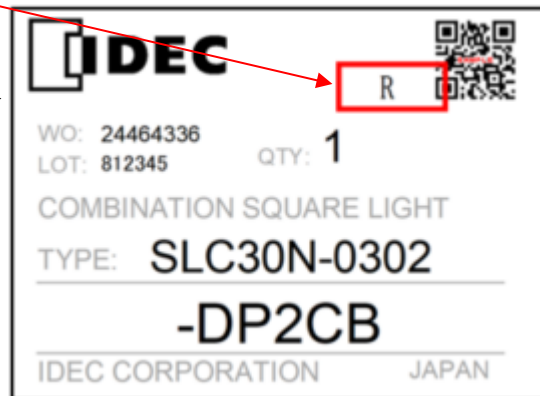 IDEC
R
WO: 24464336
LOT: 812345
QTY: 1
COMBINATION SQUARE LIGHT
TYPE: SLC30N-0302
-DP2CB
IDEC CORPORATION JAPAN